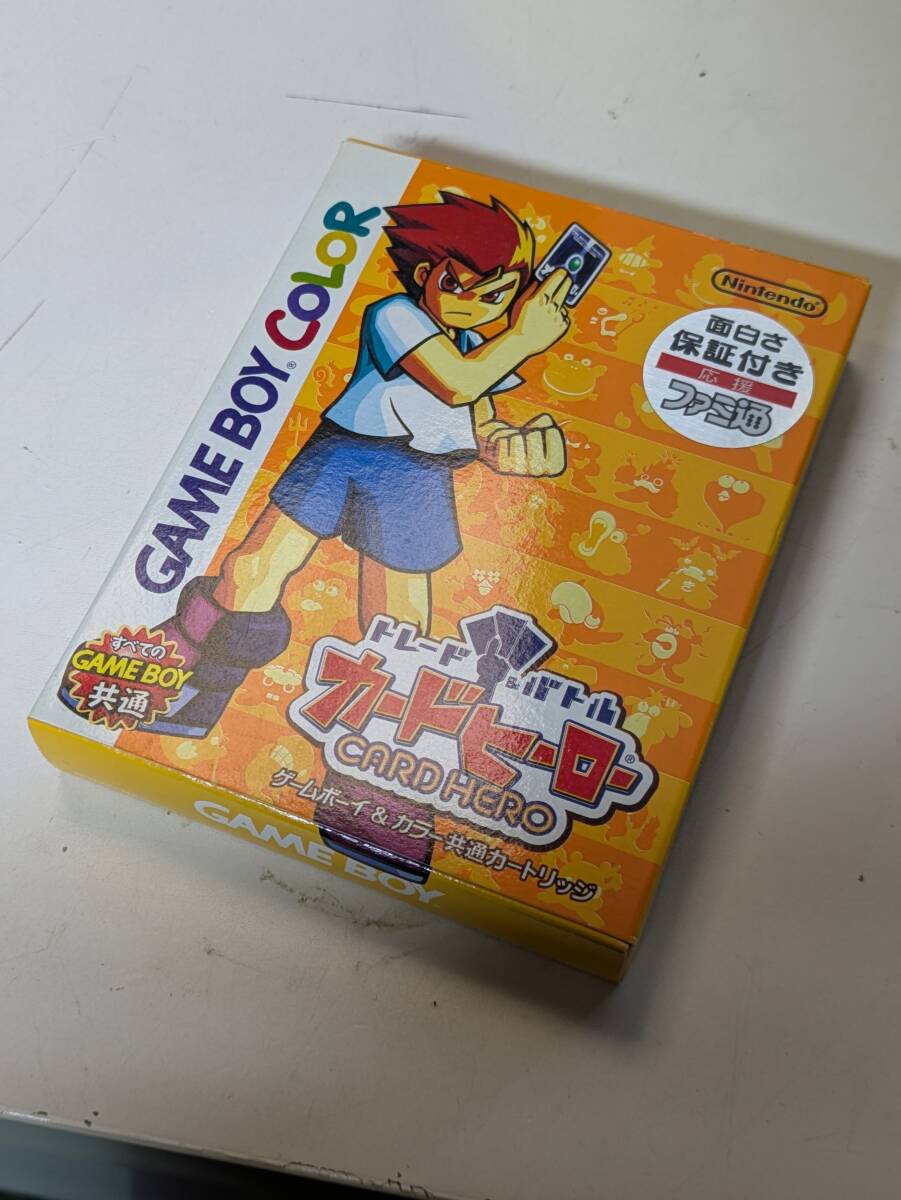 GAME BOY COLOR
Nintendo®
面白さ
保証付き
応援
ファミ通
すべての
GAME BOY
共通
トレード&バトル
カードヒーロー®
CARD HERO
ゲームボーイ&カラー共通カートリッジ
GAME BOY